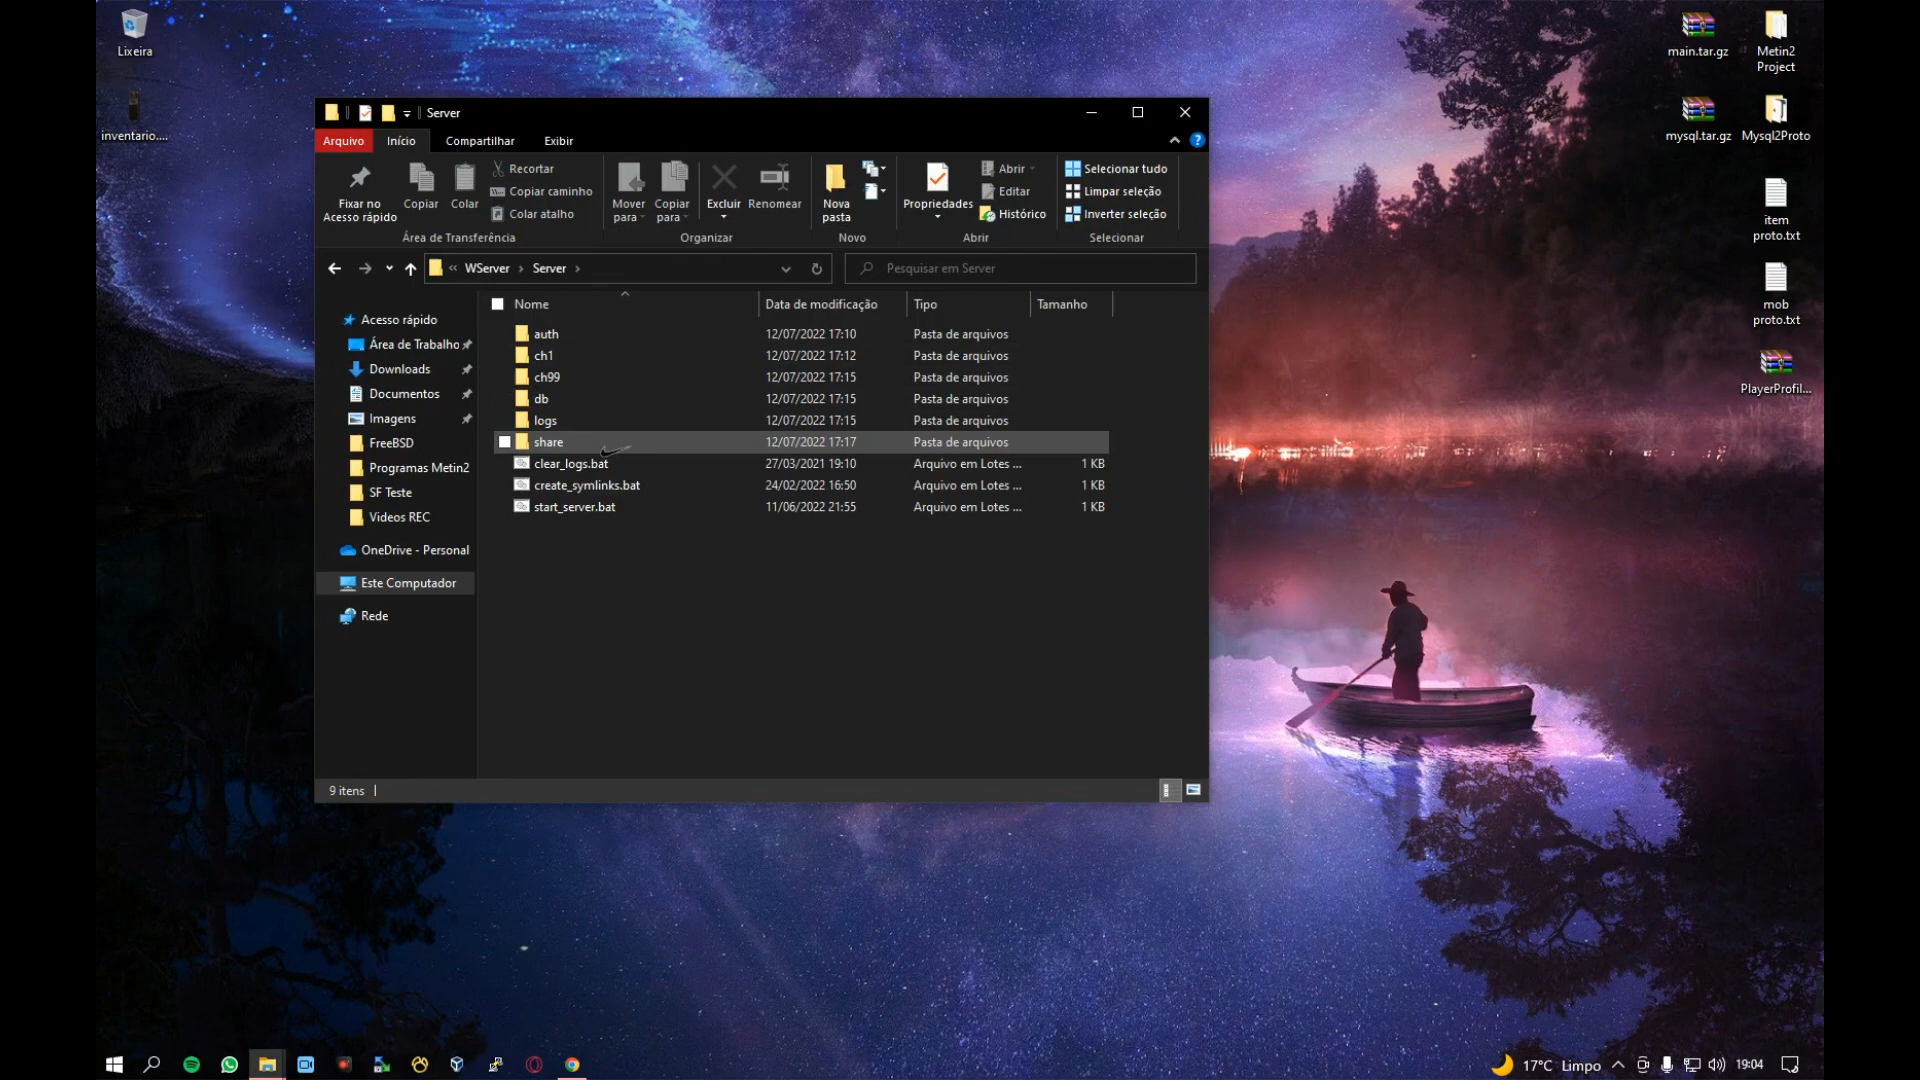 Lixeira
inventario....
main.tar.gz
Metin2
Project
mysql.tar.gz
Mysql2Proto
item
proto.txt
mob
proto.txt
PlayerProfil...
Server
Arquivo
Início
Compartilhar
Exibir
Fixar no
Acesso rápido
Copiar
Colar
Recortar
Copiar caminho
Colar atalho
Área de Transferência
Mover
para
Copiar
para
Excluir
Renomear
Organizar
Nova
pasta
Novo
Propriedades
Abrir
Editar
Histórico
Abrir
Selecionar tudo
Limpar seleção
Inverter seleção
Selecionar
« WServer › Server ›
Pesquisar em Server
Nome Data de modificação Tipo Tamanho
auth 12/07/2022 17:10 Pasta de arquivos
ch1 12/07/2022 17:12 Pasta de arquivos
ch99 12/07/2022 17:15 Pasta de arquivos
db 12/07/2022 17:15 Pasta de arquivos
logs 12/07/2022 17:15 Pasta de arquivos
share 12/07/2022 17:17 Pasta de arquivos
clear_logs.bat 27/03/2021 19:10 Arquivo em Lotes ... 1 KB
create_symlinks.bat 24/02/2022 16:50 Arquivo em Lotes ... 1 KB
start_server.bat 11/06/2022 21:55 Arquivo em Lotes ... 1 KB
Acesso rápido
Área de Trabalho
Downloads
Documentos
Imagens
FreeBSD
Programas Metin2
SF Teste
Videos REC
OneDrive - Personal
Este Computador
Rede
9 itens
17°C Limpo
19:04